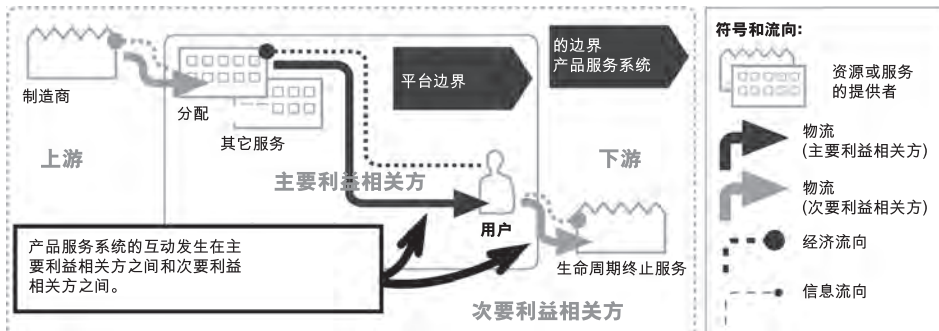 制造商
分配
其它服务
上游
主要利益相关方
平台边界
的边界
产品服务系统
下游
用户
生命周期终止服务
次要利益相关方
产品服务系统的互动发生在主
要利益相关方之间和次要利益
相关方之间。
符号和流向:
资源或服务
的提供者
物流
(主要利益相关方)
物流
(次要利益相关方)
经济流向
信息流向